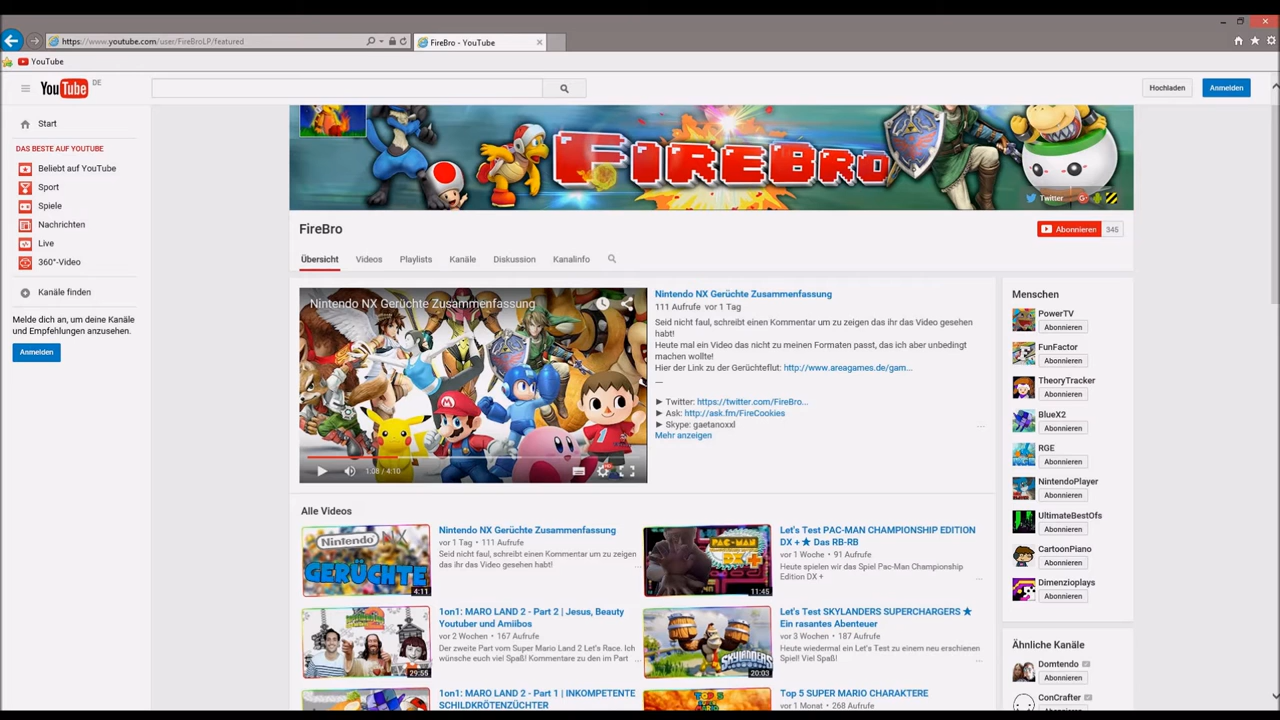 https://www.youtube.com/user/FireBroLP/featured
FireBro - YouTube
YouTube
YouTube DE
Hochladen
Anmelden
Start
DAS BESTE AUF YOUTUBE
Beliebt auf YouTube
Sport
Spiele
Nachrichten
Live
360°-Video
Kanäle finden
Melde dich an, um deine Kanäle
und Empfehlungen anzusehen.
Anmelden
FIREBRO
Twitter
FireBro
Abonnieren 345
Übersicht Videos Playlists Kanäle Diskussion Kanalinfo
Nintendo NX Gerüchte Zusammenfassung
1:08 / 4:10
Nintendo NX Gerüchte Zusammenfassung
111 Aufrufe vor 1 Tag
Seid nicht faul, schreibt einen Kommentar um zu zeigen das ihr das Video gesehen
habt!
Heute mal ein Video das nicht zu meinen Formaten passt, das ich aber unbedingt
machen wollte!
Hier der Link zu der Gerüchteflut: http://www.areagames.de/gam...
---
► Twitter: https://twitter.com/FireBro...
► Ask: http://ask.fm/FireCookies
► Skype: gaetanoxxl
...
Mehr anzeigen
Menschen
PowerTV
Abonnieren
FunFactor
Abonnieren
TheoryTracker
Abonnieren
BlueX2
Abonnieren
RGE
Abonnieren
NintendoPlayer
Abonnieren
UltimateBestOfs
Abonnieren
CartoonPiano
Abonnieren
Dimenzioplays
Abonnieren
Ähnliche Kanäle
Domtendo
Abonnieren
ConCrafter
Alle Videos
Nintendo
GERÜCHTE
4:11
Nintendo NX Gerüchte Zusammenfassung
vor 1 Tag • 111 Aufrufe
Seid nicht faul, schreibt einen Kommentar um zu zeigen
das ihr das Video gesehen habt!
PAC-MAN
DX+
11:45
Let's Test PAC-MAN CHAMPIONSHIP EDITION
DX + ★ Das RB-RB
vor 1 Woche • 91 Aufrufe
Heute spielen wir das Spiel Pac-Man Championship
Edition DX +
29:55
1on1: MARO LAND 2 - Part 2 | Jesus, Beauty
Youtuber und Amiibos
vor 2 Wochen • 167 Aufrufe
Der zweite Part vom Super Mario Land 2 Let's Race. Ich
wünsche euch viel Spaß! Kommentare zu den im Part
SKYLANDERS
20:03
Let's Test SKYLANDERS SUPERCHARGERS ★
Ein rasantes Abenteuer
vor 3 Wochen • 187 Aufrufe
Heute wiedermal ein Let's Test zu einem neu erschienen
Spiel! Viel Spaß!
1on1: MARO LAND 2 - Part 1 | INKOMPETENTE
SCHILDKRÖTENZÜCHTER
TOP 5
Top 5 SUPER MARIO CHARAKTERE
vor 1 Monat • 268 Aufrufe